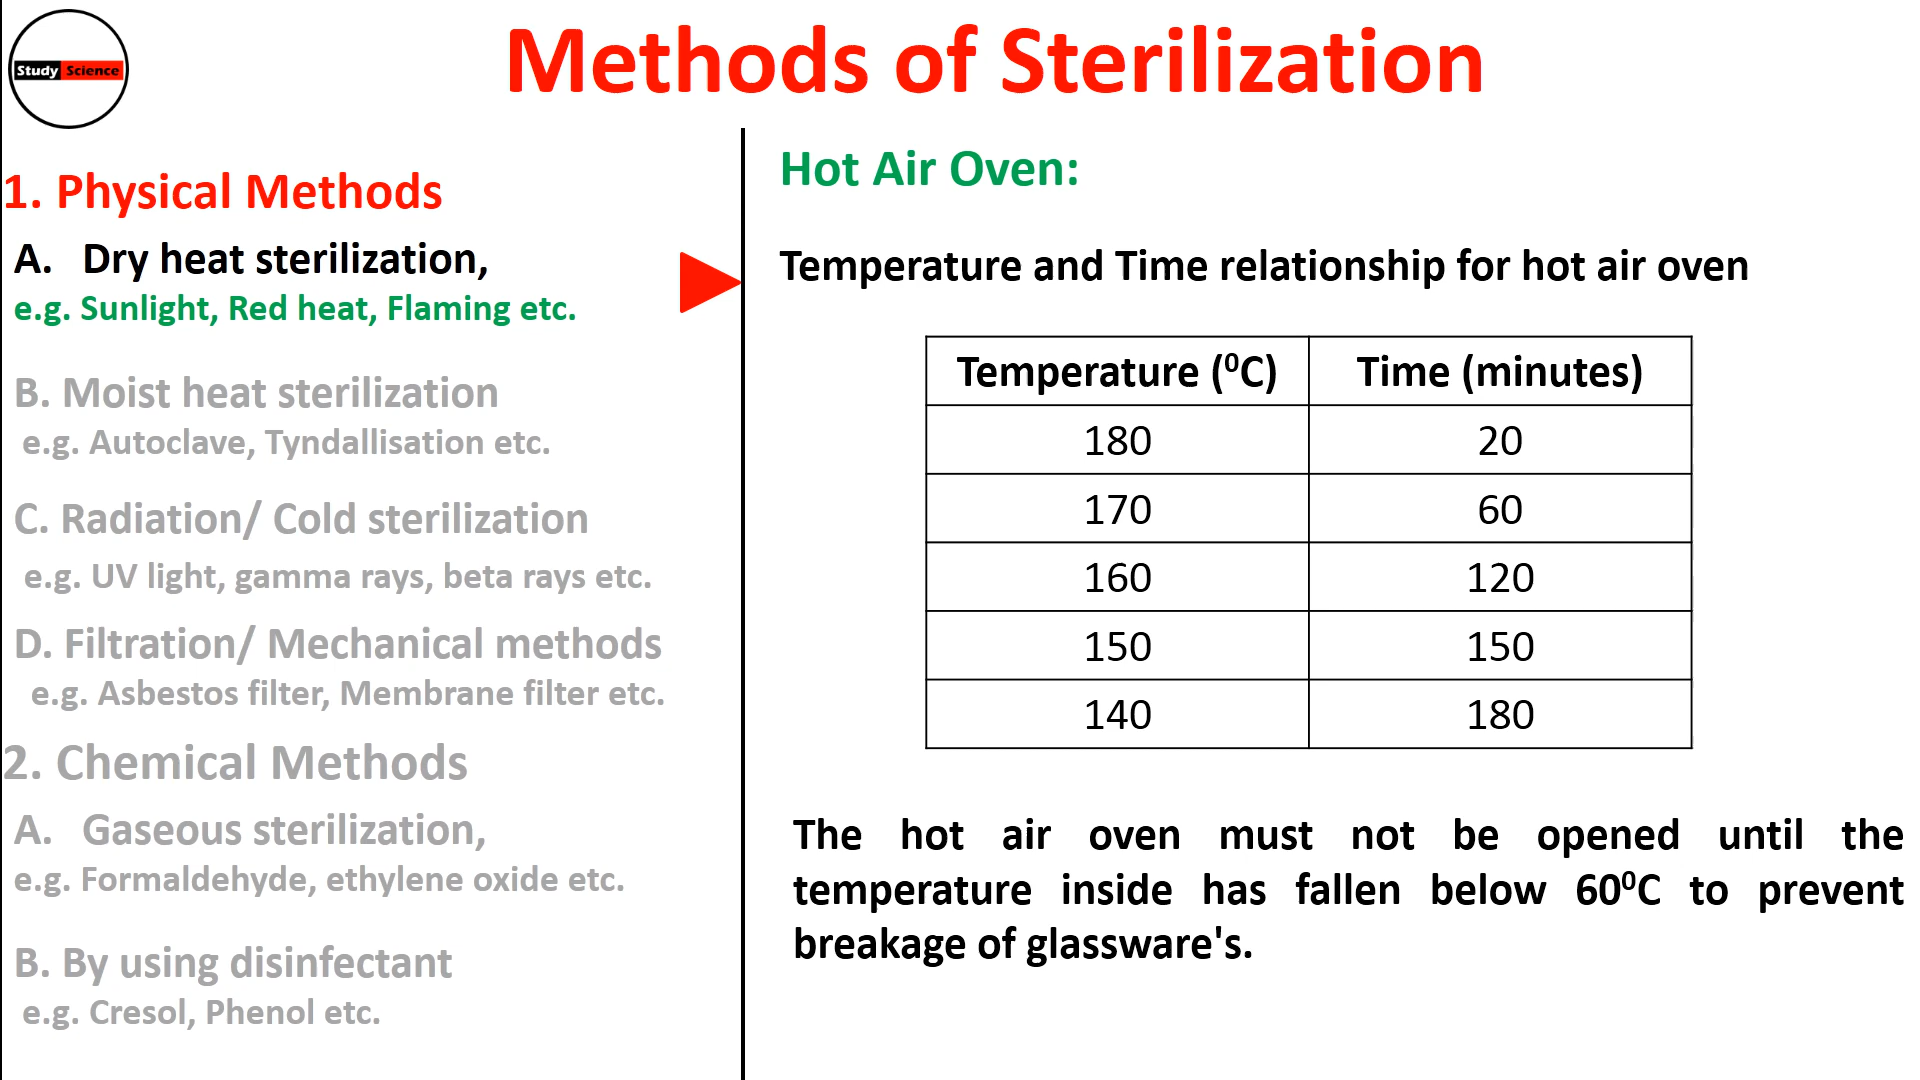 Study Science
Methods of Sterilization
1. Physical Methods
A. Dry heat sterilization,
e.g. Sunlight, Red heat, Flaming etc.
B. Moist heat sterilization
e.g. Autoclave, Tyndallisation etc.
C. Radiation/ Cold sterilization
e.g. UV light, gamma rays, beta rays etc.
D. Filtration/ Mechanical methods
e.g. Asbestos filter, Membrane filter etc.
2. Chemical Methods
A. Gaseous sterilization,
e.g. Formaldehyde, ethylene oxide etc.
B. By using disinfectant
e.g. Cresol, Phenol etc.
Hot Air Oven:
Temperature and Time relationship for hot air oven
Temperature (⁰C) Time (minutes)
180 20
170 60
160 120
150 150
140 180
The hot air oven must not be opened until the
temperature inside has fallen below 60⁰C to prevent
breakage of glassware's.